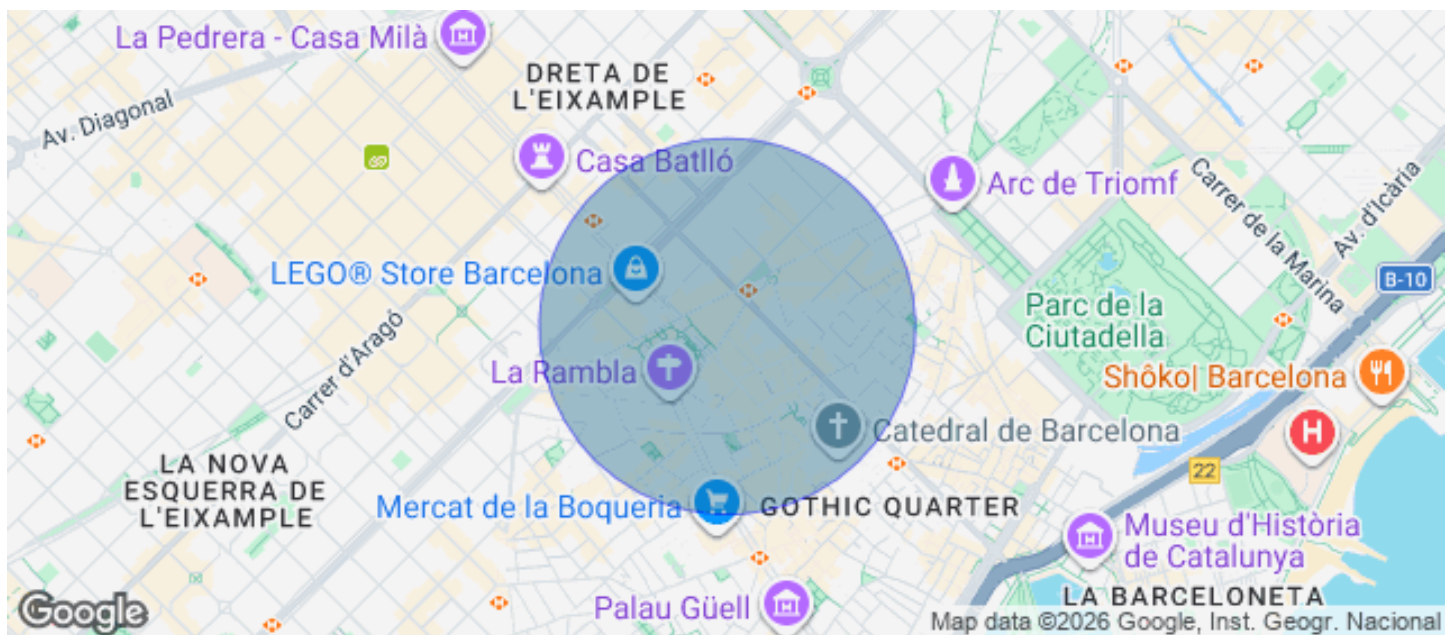 La Pedrera - Casa Milà
DRETA DE
L'EIXAMPLE
Av. Diagonal
Casa Batlló
Arc de Triomf
Carrer de la Marina
Av. d'Icària
LEGO® Store Barcelona
B-10
Parc de la
Ciutadella
Carrer d'Aragó
La Rambla
Shôko| Barcelona
H
Catedral de Barcelona
LA NOVA
ESQUERRA DE
L'EIXAMPLE
22
Mercat de la Boqueria
GOTHIC QUARTER
Museu d'Història
de Catalunya
Palau Güell
LA BARCELONETA
Google
Map data ©2026 Google, Inst. Geogr. Nacional